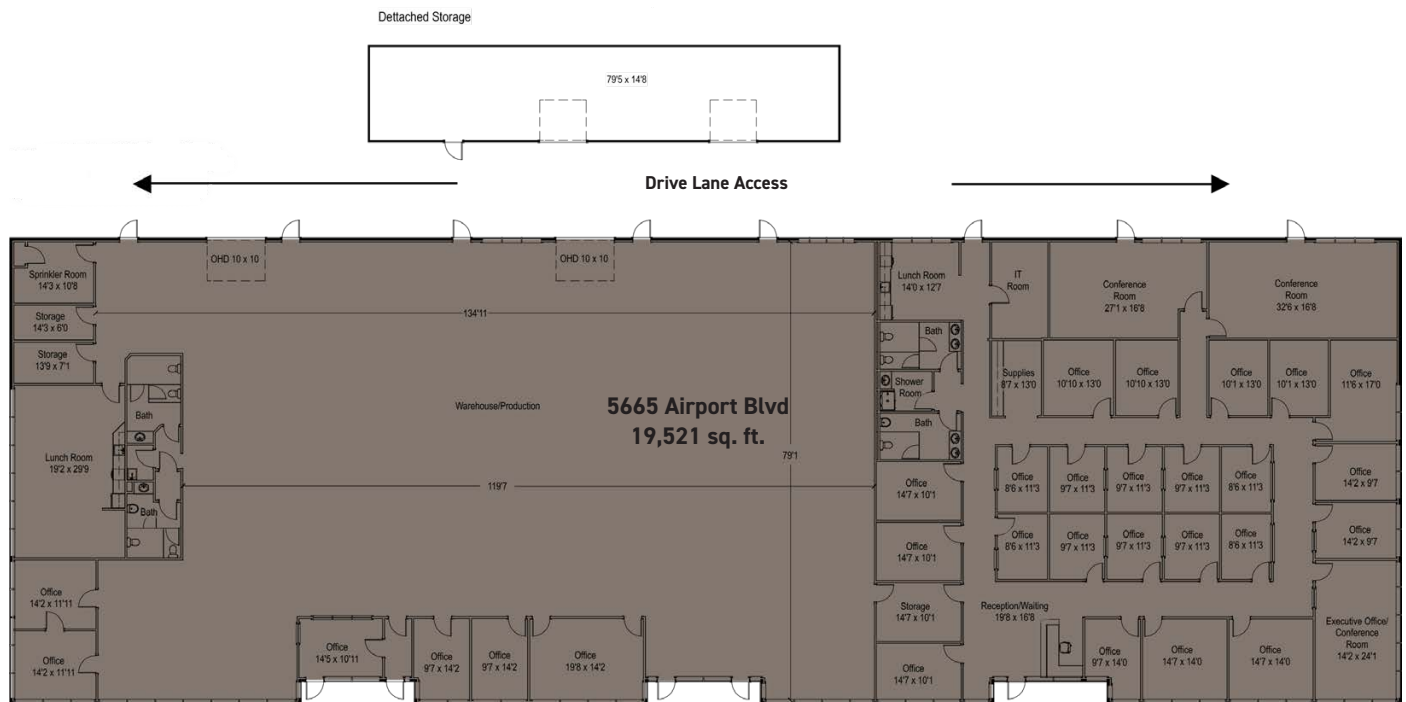 Dettached Storage
79'5 x 14'8
Drive Lane Access
OHD 10 x 10
OHD 10 x 10
Sprinkler Room
14'3 x 10'8
Storage
14'3 x 6'0
Storage
13'9 x 7'1
Lunch Room
14'0 x 12'7
IT
Room
Conference
Room
27'1 x 16'8
Conference
Room
32'6 x 16'8
134'11
Bath
Shower
Room
Bath
Supplies
8'7 x 13'0
Office
10'10 x 13'0
Office
10'10 x 13'0
Office
10'1 x 13'0
Office
10'1 x 13'0
Office
11'6 x 17'0
Warehouse/Production
5665 Airport Blvd
19,521 sq. ft.
79'1
119'7
Bath
Lunch Room
19'2 x 29'9
Bath
Office
14'7 x 10'1
Office
8'6 x 11'3
Office
9'7 x 11'3
Office
9'7 x 11'3
Office
9'7 x 11'3
Office
8'6 x 11'3
Office
14'2 x 9'7
Office
14'7 x 10'1
Office
8'6 x 11'3
Office
9'7 x 11'3
Office
9'7 x 11'3
Office
9'7 x 11'3
Office
8'6 x 11'3
Office
14'2 x 9'7
Office
14'2 x 11'11
Office
14'2 x 11'11
Office
14'5 x 10'11
Office
9'7 x 14'2
Office
9'7 x 14'2
Office
19'8 x 14'2
Storage
14'7 x 10'1
Office
14'7 x 10'1
Reception/Waiting
19'8 x 16'8
Office
9'7 x 14'0
Office
14'7 x 14'0
Office
14'7 x 14'0
Executive Office/
Conference
Room
14'2 x 24'1